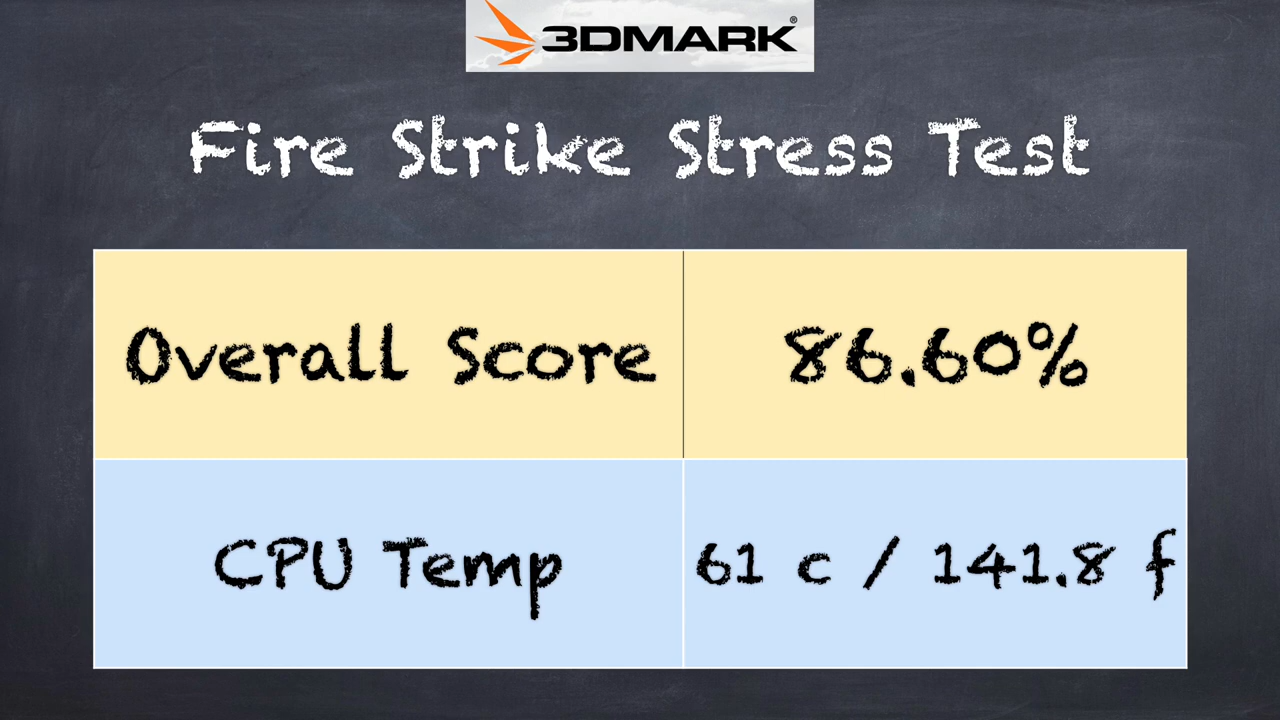 3DMARK®
Fire Strike Stress Test
Overall Score 86.60%
CPU Temp 61 c / 141.8 f